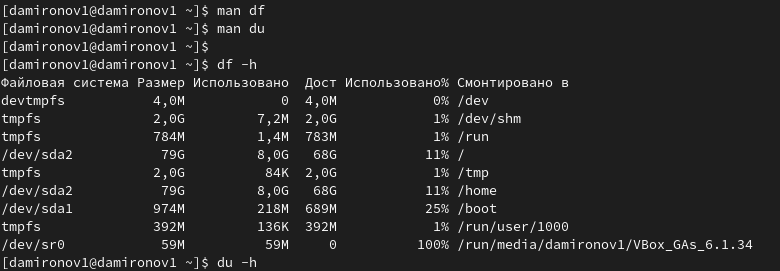 [damironov1@damironov1 ~]$ man df
[damironov1@damironov1 ~]$ man du
[damironov1@damironov1 ~]$
[damironov1@damironov1 ~]$ df -h
Файловая система Размер Использовано  Дост Использовано% Смонтировано в
devtmpfs           4,0M            0  4,0M            0% /dev
tmpfs              2,0G         7,2M  2,0G            1% /dev/shm
tmpfs              784M         1,4M  783M            1% /run
/dev/sda2           79G         8,0G   68G           11% /
tmpfs              2,0G          84K  2,0G            1% /tmp
/dev/sda2           79G         8,0G   68G           11% /home
/dev/sda1          974M         218M  689M           25% /boot
tmpfs              392M         136K  392M            1% /run/user/1000
/dev/sr0            59M          59M     0          100% /run/media/damironov1/VBox_GAs_6.1.34
[damironov1@damironov1 ~]$ du -h